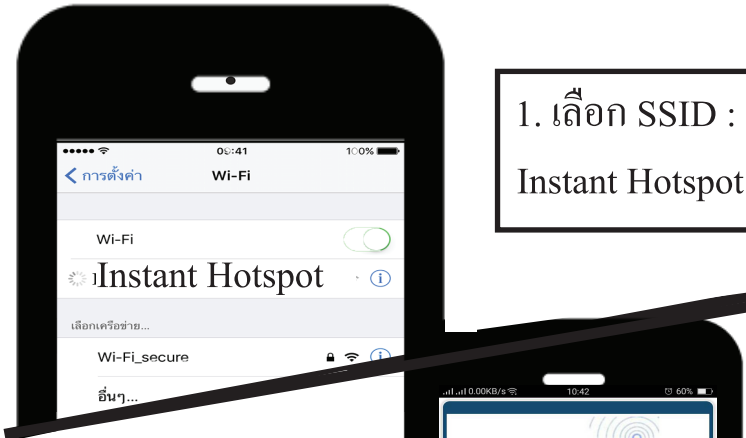 1. เลือก SSID :
Instant Hotspot
09:41
100%
การตั้งค่า
Wi-Fi
Wi-Fi
Instant Hotspot
เลือกเครือข่าย...
Wi-Fi_secure
อื่นๆ...
0.00KB/s
10:42
60%